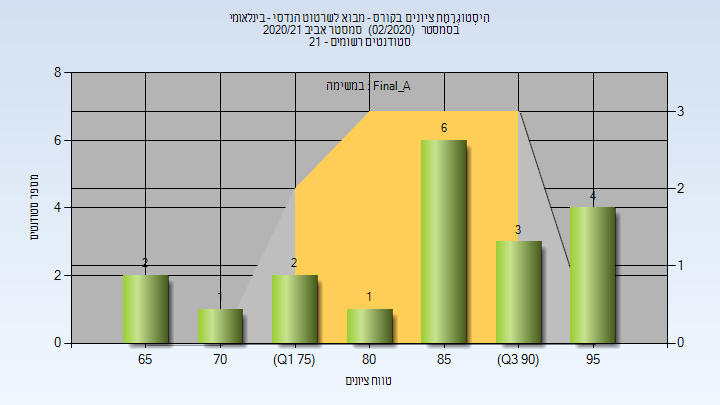 הִיסְטוֹגְרָמַת ציונים בקורס - מבוא לשרטוט הנדסי - בינלאומי
בסמסטר (02/2020) סמסטר אביב 2020/21
סטודנטים רשומים - 21
במשימה : Final_A
מספר סטודנטים
8
6
4
2
0
3
2
1
0
2
1
2
1
6
3
4
65
70
(Q1 75)
80
85
(Q3 90)
95
טווח ציונים